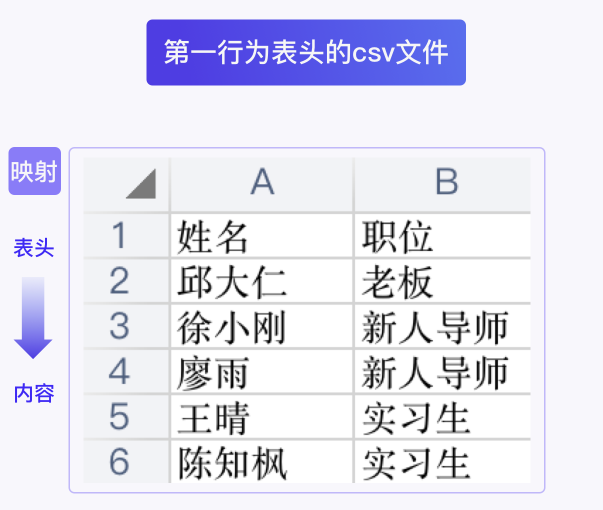 第一行为表头的csv文件
映射
表头
内容
A B
1 姓名 职位
2 邱大仁 老板
3 徐小刚 新人导师
4 廖雨 新人导师
5 王晴 实习生
6 陈知枫 实习生